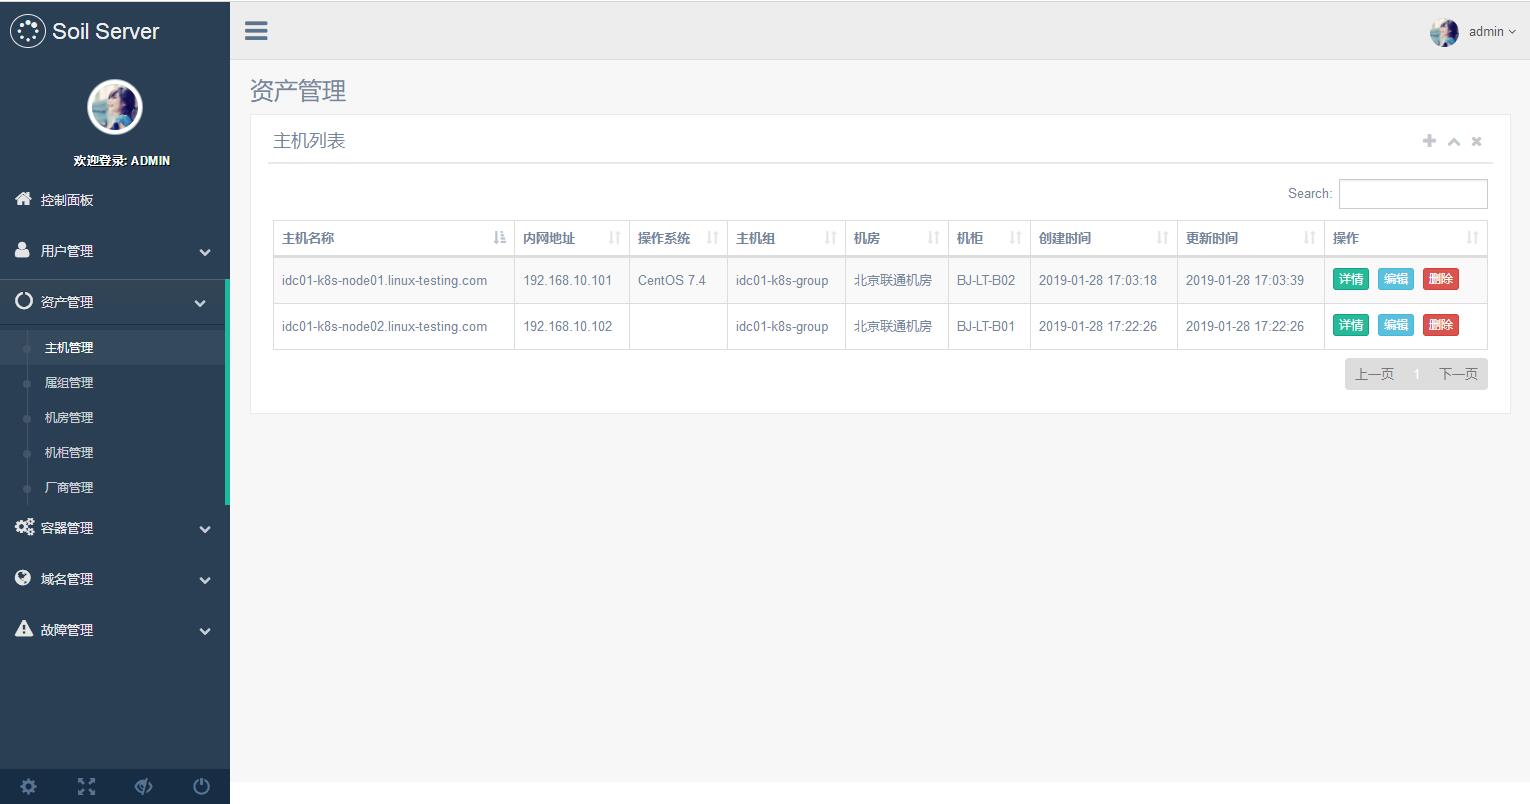 Soil Server
admin
欢迎登录: ADMIN
控制面板
用户管理
资产管理
主机管理
属组管理
机房管理
机柜管理
厂商管理
容器管理
域名管理
故障管理
资产管理
主机列表
Search:
主机名称 内网地址 操作系统 主机组 机房 机柜 创建时间 更新时间 操作
idc01-k8s-node01.linux-testing.com 192.168.10.101 CentOS 7.4 idc01-k8s-group 北京联通机房 BJ-LT-B02 2019-01-28 17:03:18 2019-01-28 17:03:39 详情 编辑 删除
idc01-k8s-node02.linux-testing.com 192.168.10.102 idc01-k8s-group 北京联通机房 BJ-LT-B01 2019-01-28 17:22:26 2019-01-28 17:22:26 详情 编辑 删除
上一页 1 下一页